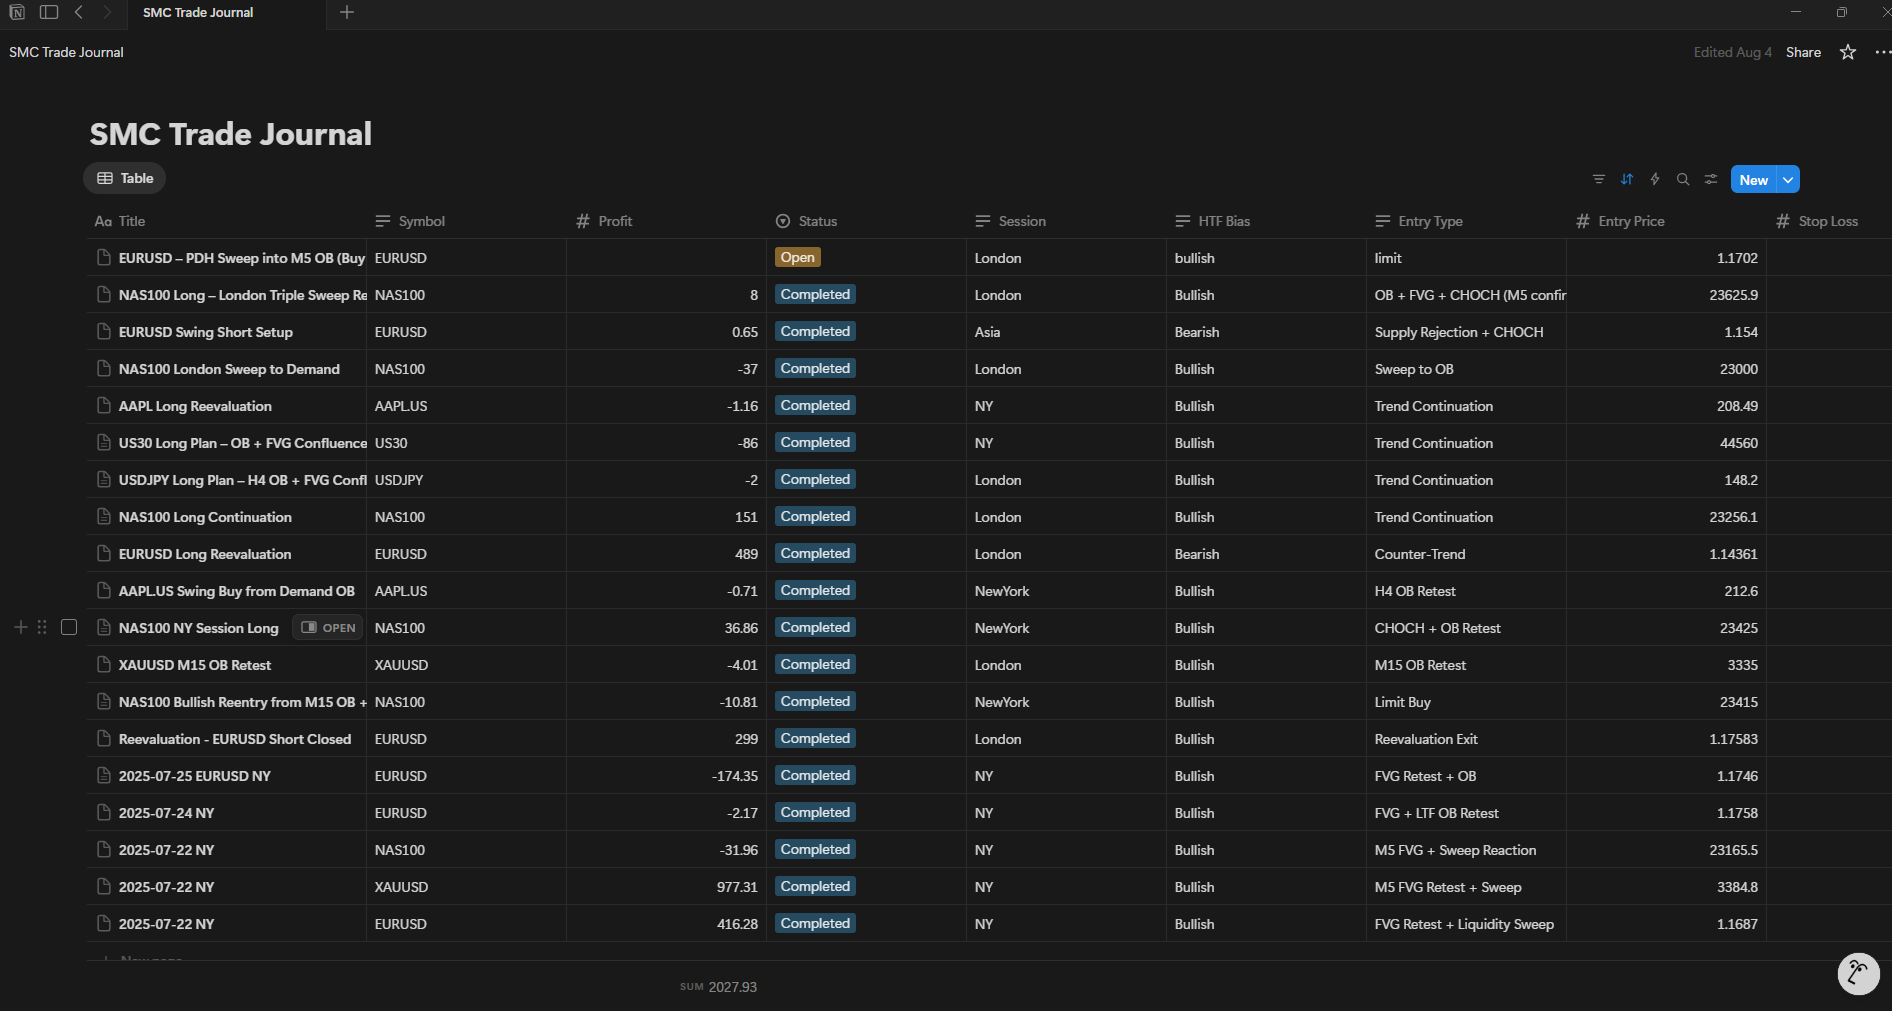 SMC Trade Journal
SMC Trade Journal
Edited Aug 4 Share
SMC Trade Journal
Table
New
Aa Title Symbol # Profit Status Session HTF Bias Entry Type # Entry Price # Stop Loss
EURUSD – PDH Sweep into M5 OB (Buy EURUSD Open London bullish limit 1.1702
NAS100 Long – London Triple Sweep Re NAS100 8 Completed London Bullish OB + FVG + CHOCH (M5 confir 23625.9
EURUSD Swing Short Setup EURUSD 0.65 Completed Asia Bearish Supply Rejection + CHOCH 1.154
NAS100 London Sweep to Demand NAS100 -37 Completed London Bullish Sweep to OB 23000
AAPL Long Reevaluation AAPL.US -1.16 Completed NY Bullish Trend Continuation 208.49
US30 Long Plan – OB + FVG Confluence US30 -86 Completed NY Bullish Trend Continuation 44560
USDJPY Long Plan – H4 OB + FVG Confl USDJPY -2 Completed London Bullish Trend Continuation 148.2
NAS100 Long Continuation NAS100 151 Completed London Bullish Trend Continuation 23256.1
EURUSD Long Reevaluation EURUSD 489 Completed London Bearish Counter-Trend 1.14361
AAPL.US Swing Buy from Demand OB AAPL.US -0.71 Completed NewYork Bullish H4 OB Retest 212.6
NAS100 NY Session Long OPEN NAS100 36.86 Completed NewYork Bullish CHOCH + OB Retest 23425
XAUUSD M15 OB Retest XAUUSD -4.01 Completed London Bullish M15 OB Retest 3335
NAS100 Bullish Reentry from M15 OB + NAS100 -10.81 Completed NewYork Bullish Limit Buy 23415
Reevaluation - EURUSD Short Closed EURUSD 299 Completed London Bullish Reevaluation Exit 1.17583
2025-07-25 EURUSD NY EURUSD -174.35 Completed NY Bullish FVG Retest + OB 1.1746
2025-07-24 NY EURUSD -2.17 Completed NY Bullish FVG + LTF OB Retest 1.1758
2025-07-22 NY NAS100 -31.96 Completed NY Bullish M5 FVG + Sweep Reaction 23165.5
2025-07-22 NY XAUUSD 977.31 Completed NY Bullish M5 FVG Retest + Sweep 3384.8
2025-07-22 NY EURUSD 416.28 Completed NY Bullish FVG Retest + Liquidity Sweep 1.1687
New page
SUM 2027.93